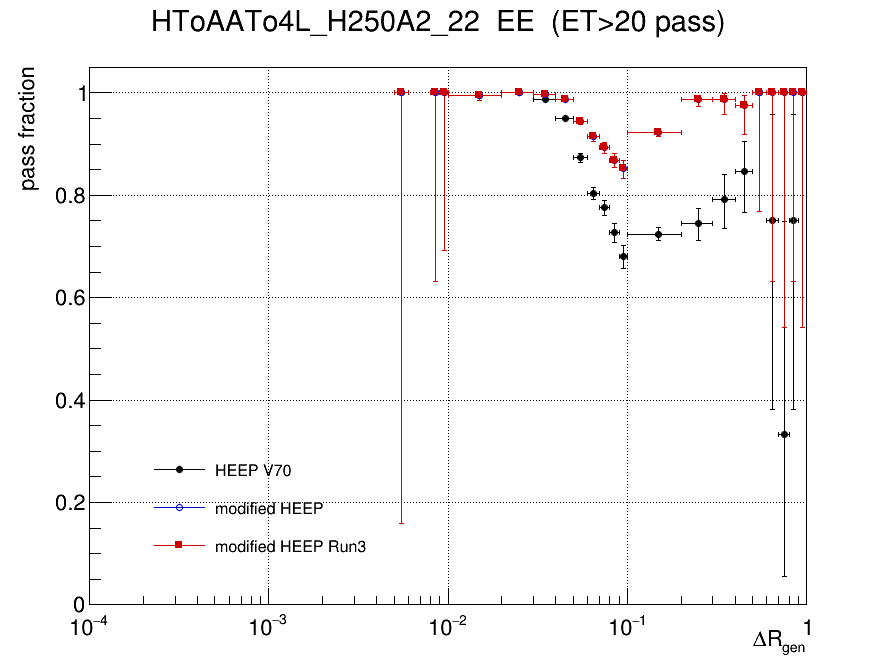 HToAATo4L_H250A2_22 EE (ET>20 pass)
pass fraction
1
0.8
0.6
0.4
0.2
0
HEEP V70
modified HEEP
modified HEEP Run3
10⁻⁴ 10⁻³ 10⁻² 10⁻¹ 1
ΔR_gen